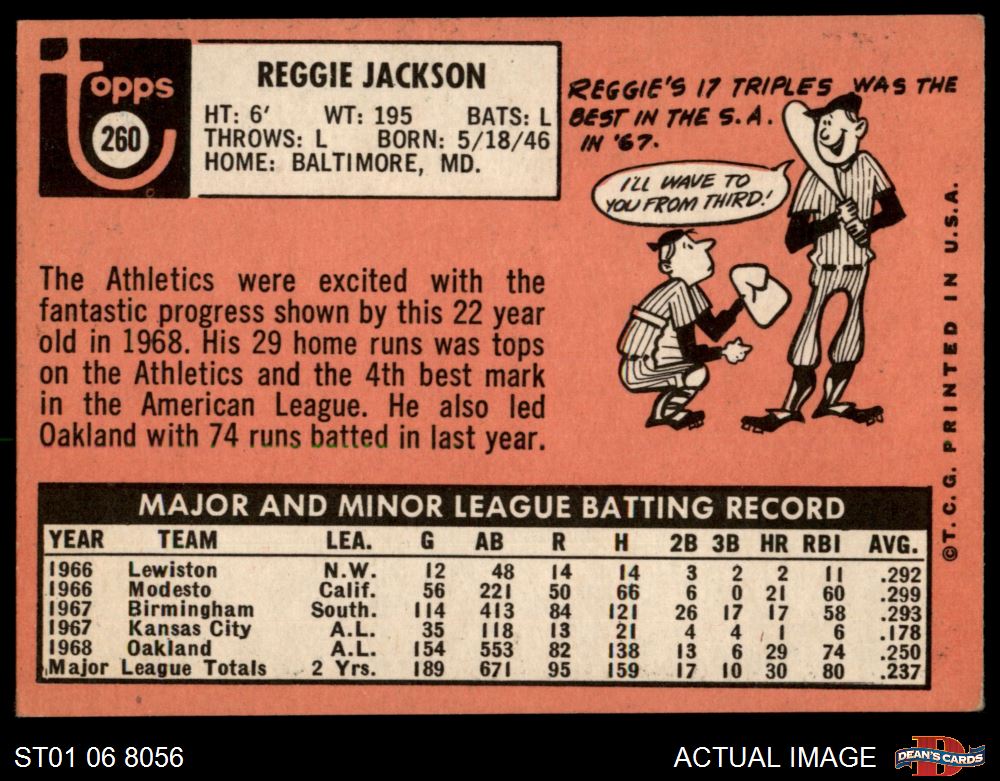 Topps
260
REGGIE JACKSON
HT: 6' WT: 195 BATS: L
THROWS: L BORN: 5/18/46
HOME: BALTIMORE, MD.
REGGIE'S 17 TRIPLES WAS THE
BEST IN THE S.A.
IN '67.
I'LL WAVE TO
YOU FROM THIRD!
The Athletics were excited with the
fantastic progress shown by this 22 year
old in 1968. His 29 home runs was tops
on the Athletics and the 4th best mark
in the American League. He also led
Oakland with 74 runs batted in last year.
©T.C.G. PRINTED IN U.S.A.
MAJOR AND MINOR LEAGUE BATTING RECORD
YEAR TEAM LEA. G AB R H 2B 3B HR RBI AVG.
1966 Lewiston N.W. 12 48 14 14 3 2 2 11 .292
1966 Modesto Calif. 56 221 50 66 6 0 21 60 .299
1967 Birmingham South. 114 413 84 121 26 17 17 58 .293
1967 Kansas City A.L. 35 118 13 21 4 4 1 6 .178
1968 Oakland A.L. 154 553 82 138 13 6 29 74 .250
Major League Totals 2 Yrs. 189 671 95 159 17 10 30 80 .237
ST01 06 8056
ACTUAL IMAGE
D
DEAN'S CARDS